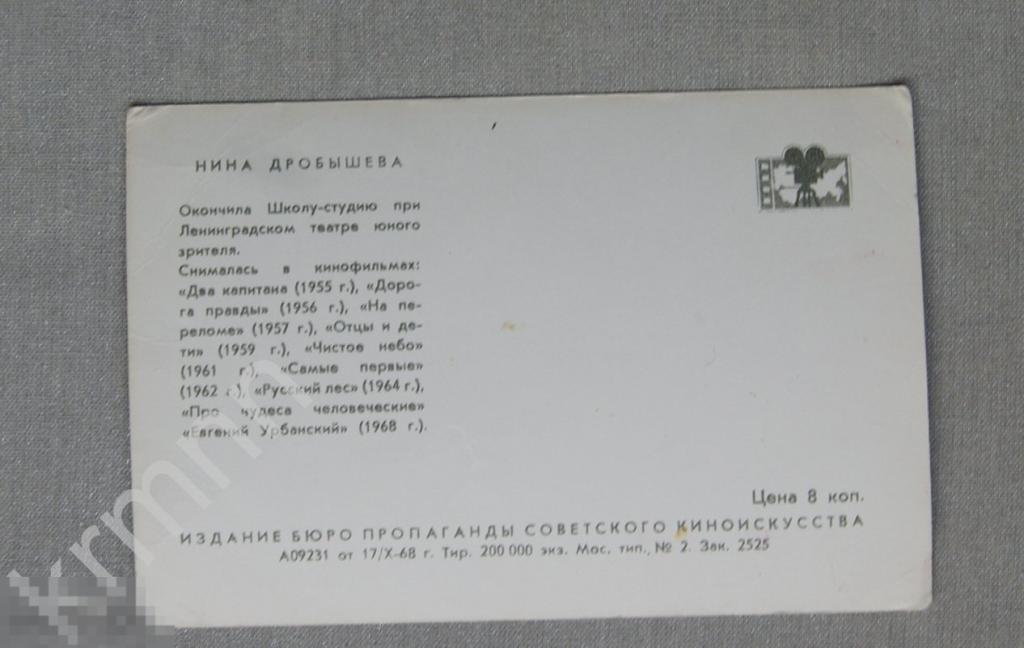 НИНА ДРОБЫШЕВА
Окончила Школу-студию при
Ленинградском театре юного
зрителя.
Снималась в кинофильмах:
«Два капитана (1955 г.), «Доро-
га правды» (1956 г.), «На пе-
реломе» (1957 г.), «Отцы и де-
ти» (1959 г.), «Чистое небо»
(1961 г.), «Самые первые»
(1962 г.), «Русский лес» (1964 г.),
«Про чудеса человеческие»
«Евгений Урбанский» (1968 г.).
Цена 8 коп.
ИЗДАНИЕ БЮРО ПРОПАГАНДЫ СОВЕТСКОГО КИНОИСКУССТВА
А09231 от 17/X-68 г. Тир. 200 000 экз. Мос. тип., № 2. Зак. 2525
krmnn